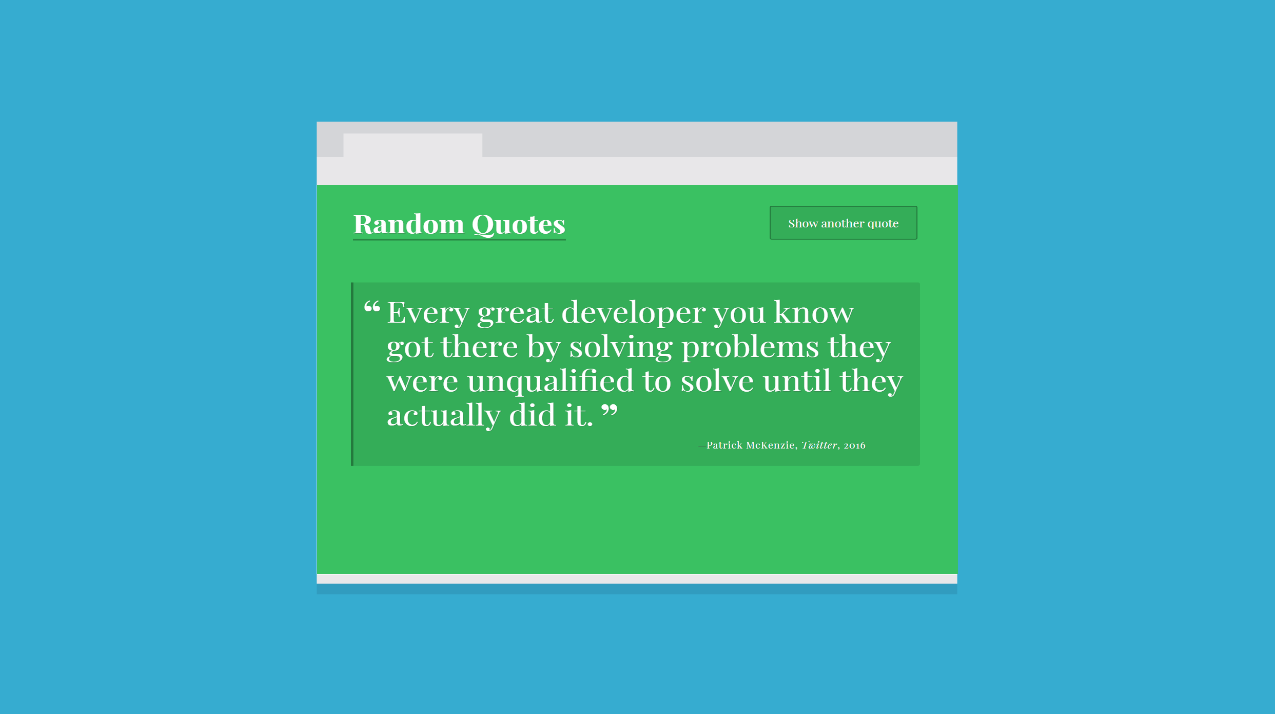 Random Quotes
Show another quote
“ Every great developer you know
got there by solving problems they
were unqualified to solve until they
actually did it. ”
—Patrick McKenzie, Twitter, 2016